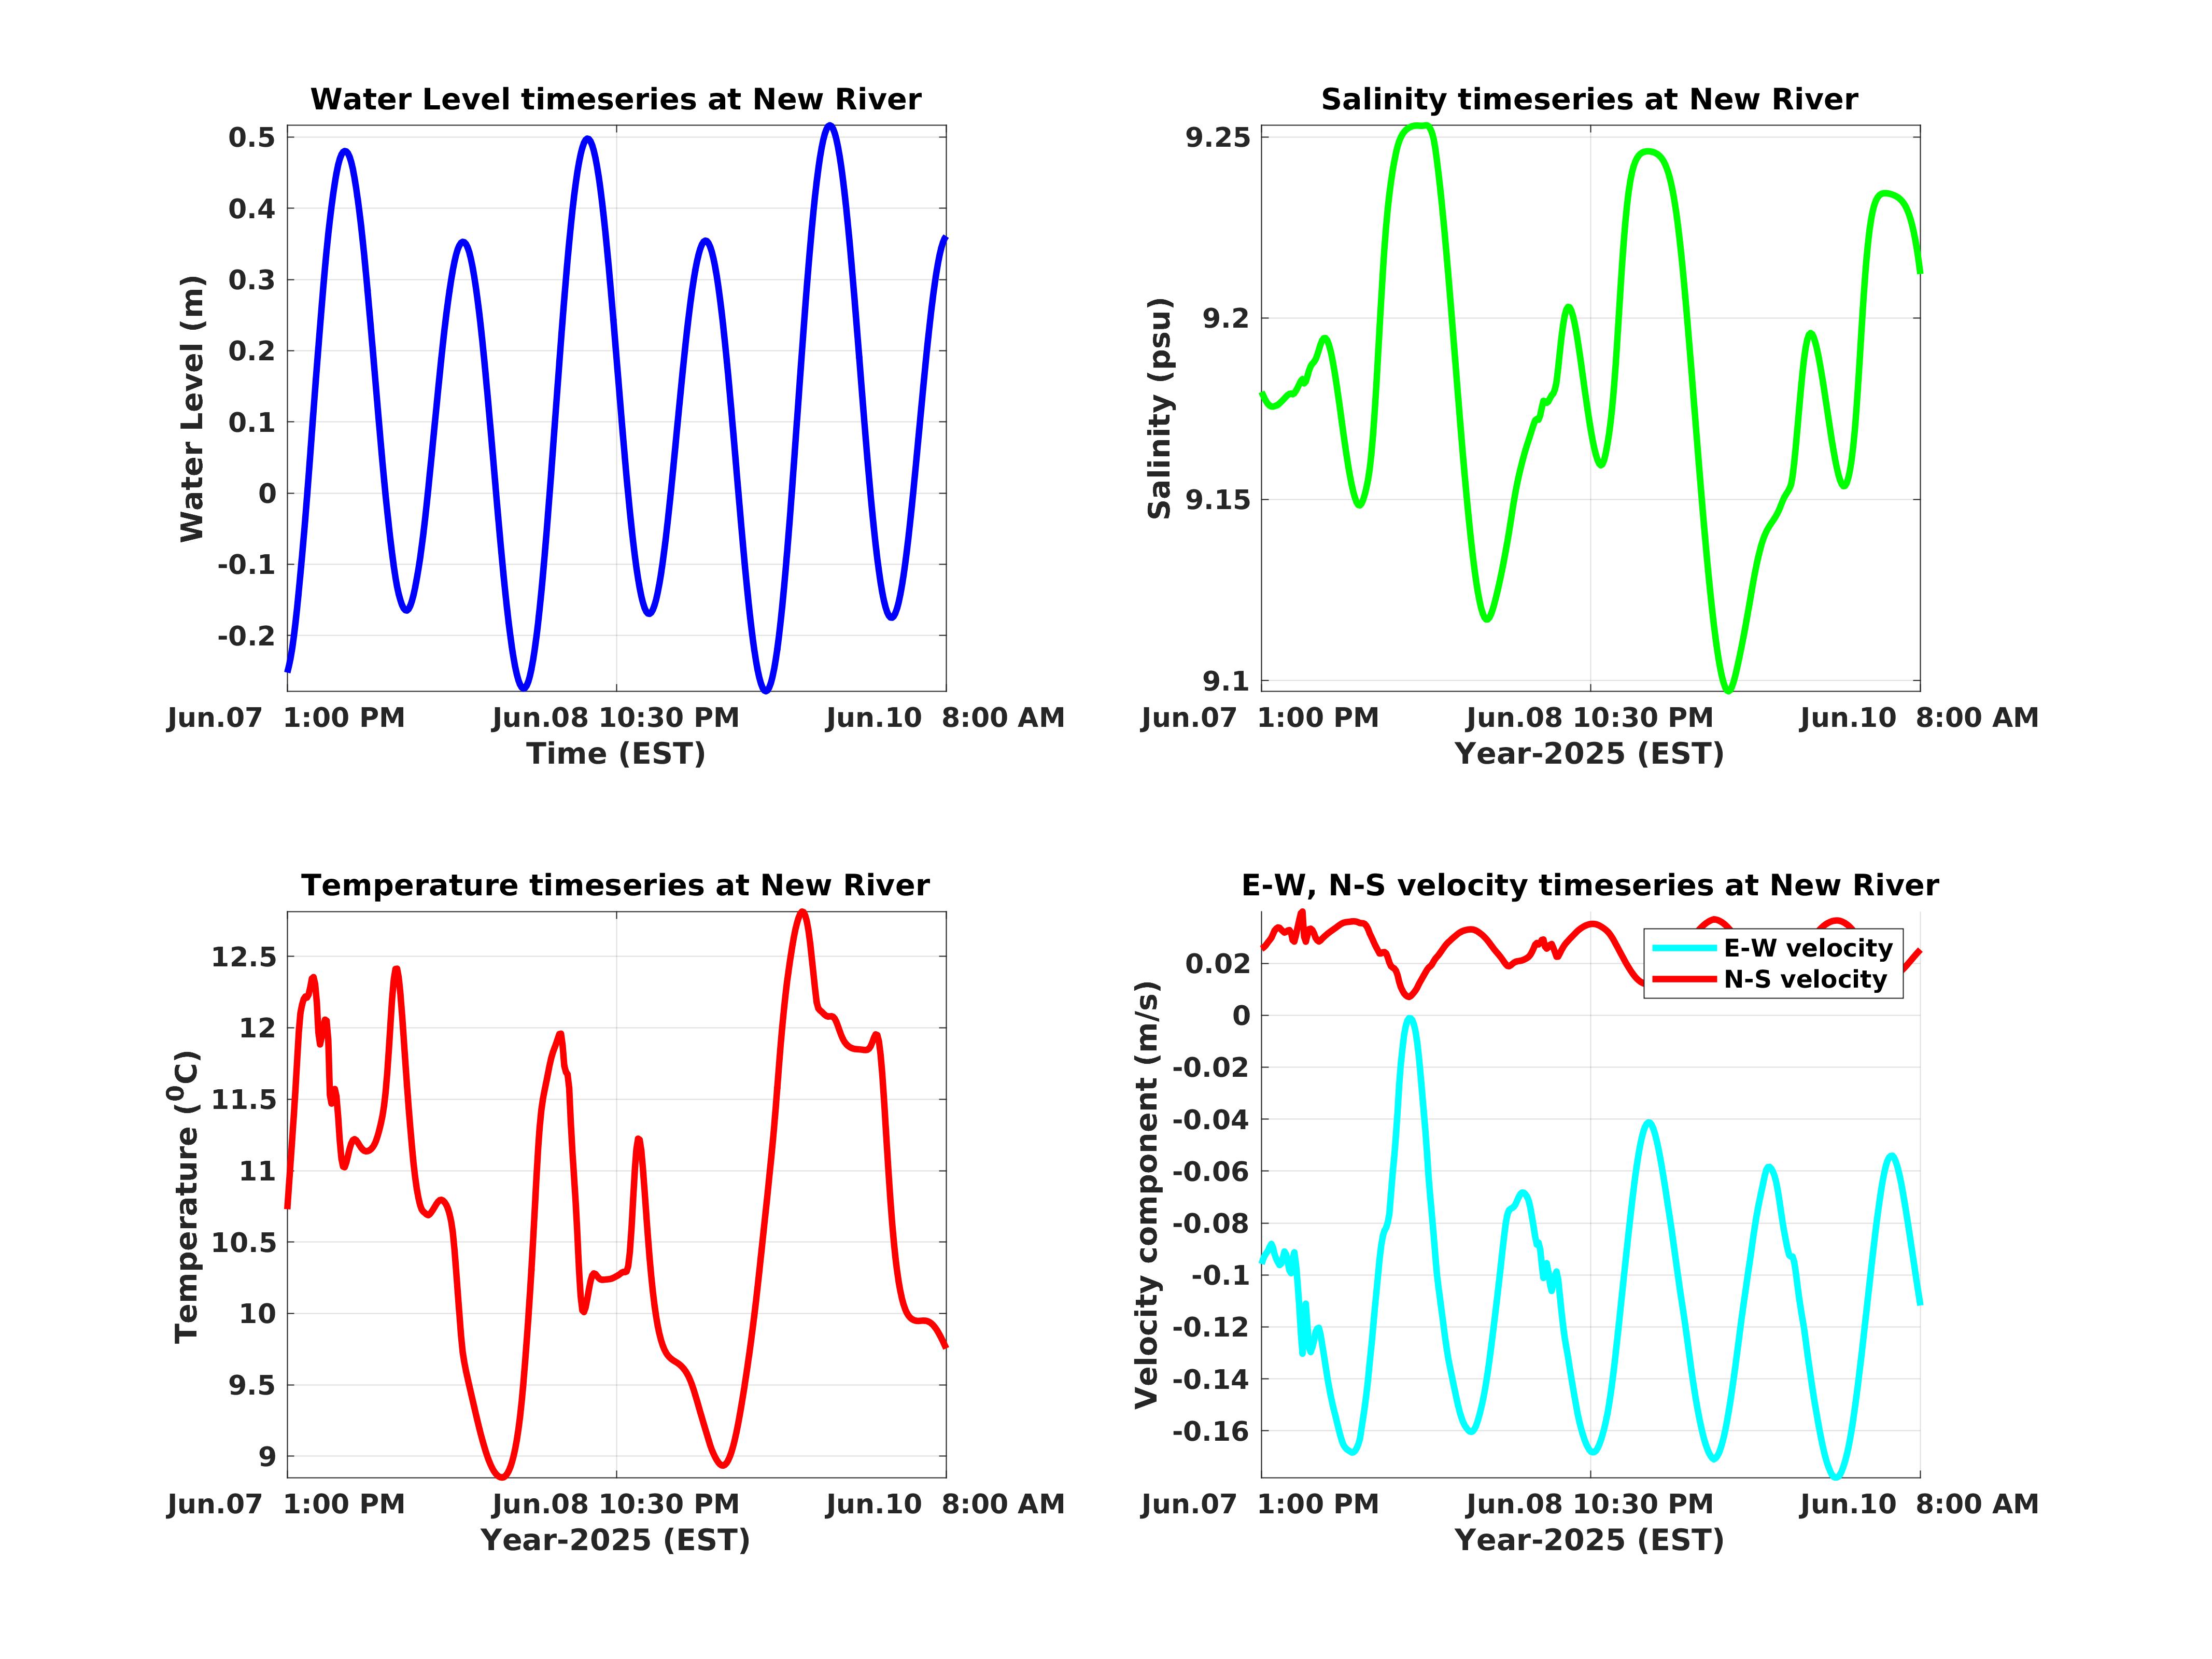 Water Level timeseries at New River
Water Level (m)
0.5
0.4
0.3
0.2
0.1
0
-0.1
-0.2
Jun.07 1:00 PM
Jun.08 10:30 PM
Jun.10 8:00 AM
Time (EST)
Salinity timeseries at New River
Salinity (psu)
9.25
9.2
9.15
9.1
Jun.07 1:00 PM
Jun.08 10:30 PM
Jun.10 8:00 AM
Year-2025 (EST)
Temperature timeseries at New River
Temperature (⁰C)
12.5
12
11.5
11
10.5
10
9.5
9
Jun.07 1:00 PM
Jun.08 10:30 PM
Jun.10 8:00 AM
Year-2025 (EST)
E-W, N-S velocity timeseries at New River
Velocity component (m/s)
0.02
0
-0.02
-0.04
-0.06
-0.08
-0.1
-0.12
-0.14
-0.16
E-W velocity
N-S velocity
Jun.07 1:00 PM
Jun.08 10:30 PM
Jun.10 8:00 AM
Year-2025 (EST)